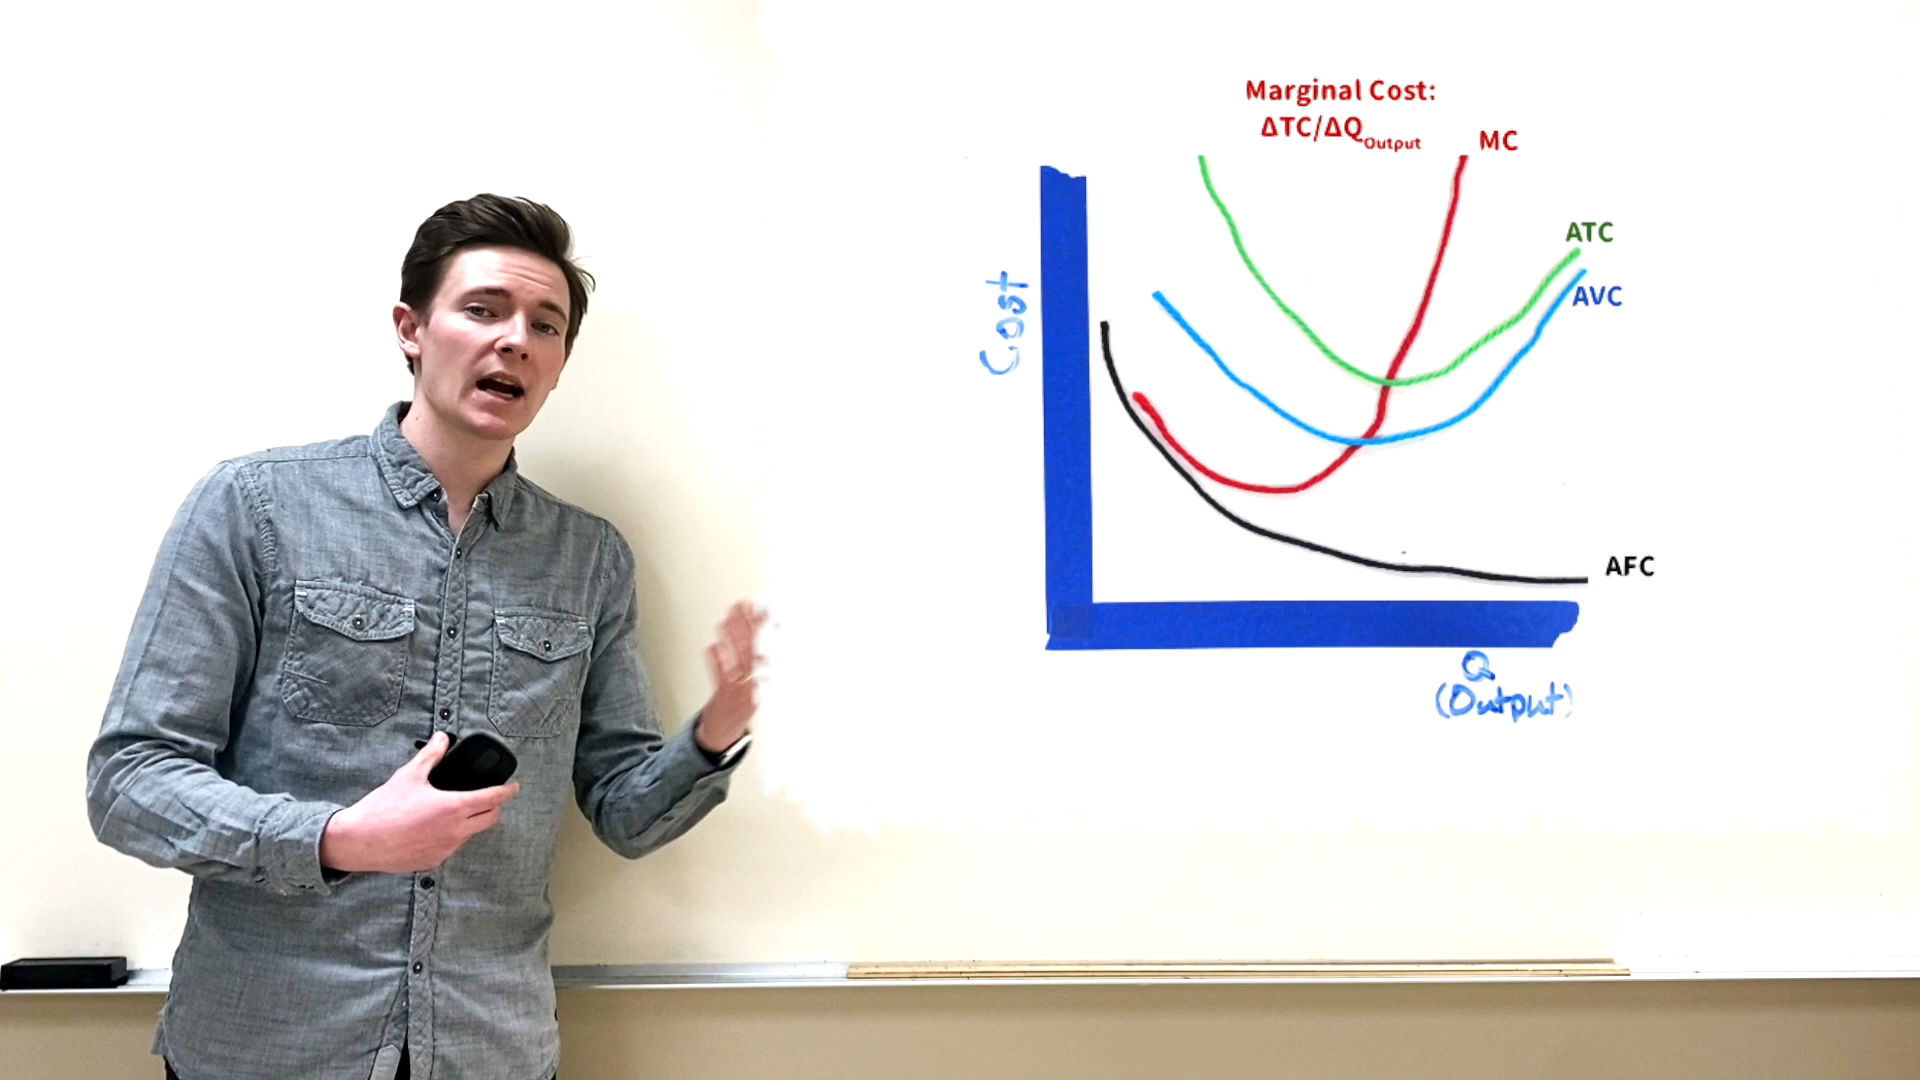 Marginal Cost:
ΔTC/ΔQOutput
MC
ATC
AVC
Cost
AFC
Q
(Output)